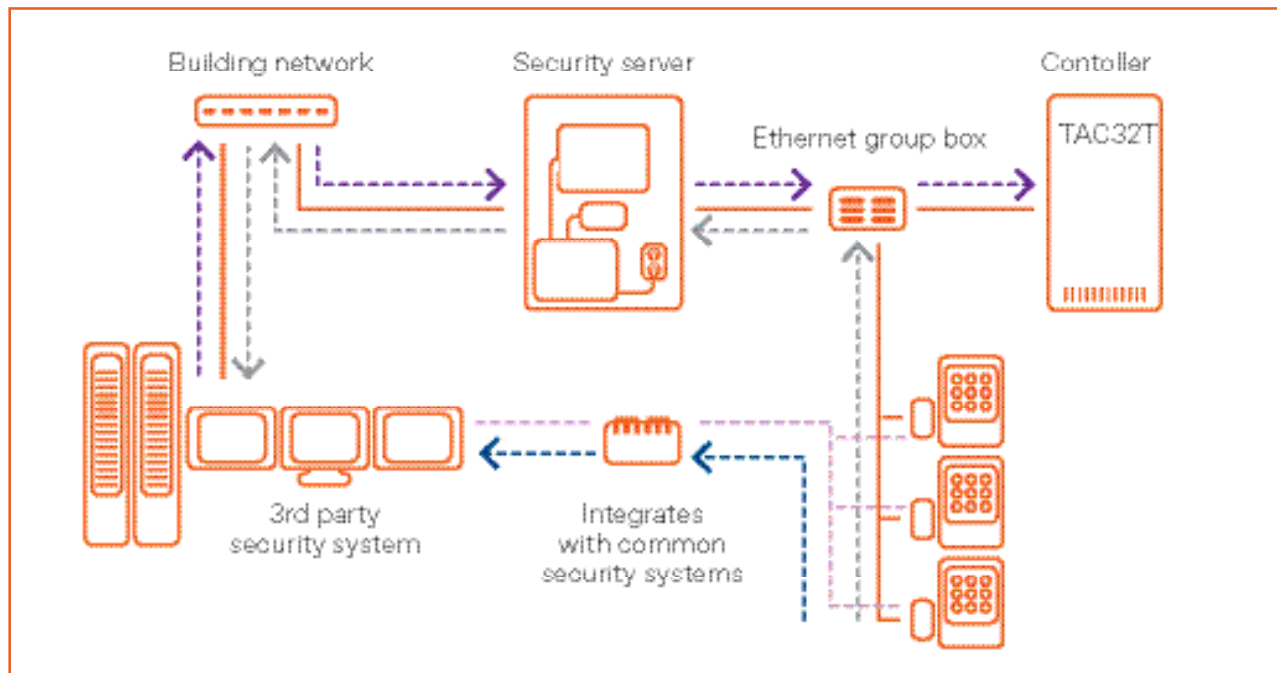 Building network
Security server
Contoller
Ethernet group box
TAC32T
3rd party
security system
Integrates
with common
security systems